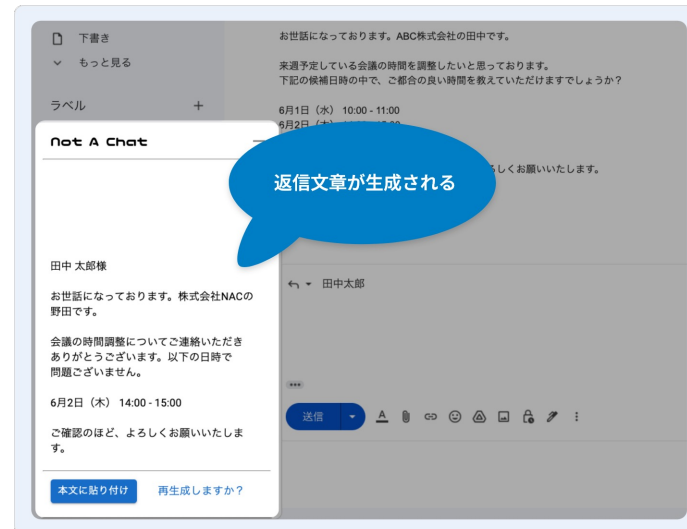 下書き
もっと見る
ラベル +
お世話になっております。ABC株式会社の田中です。
来週予定している会議の時間を調整したいと思っております。
下記の候補日時の中で、ご都合の良い時間を教えていただけますでしょうか？
6月1日（水） 10:00 - 11:00
6月2日（木）
ろしくお願いいたします。
返信文章が生成される
Not A Chat
田中 太郎様
お世話になっております。株式会社NACの
野田です。
会議の時間調整についてご連絡いただき
ありがとうございます。以下の日時で
問題ございません。
6月2日（木） 14:00 - 15:00
ご確認のほど、よろしくお願いいたしま
す。
本文に貼り付け 再生成しますか？
田中太郎
送信